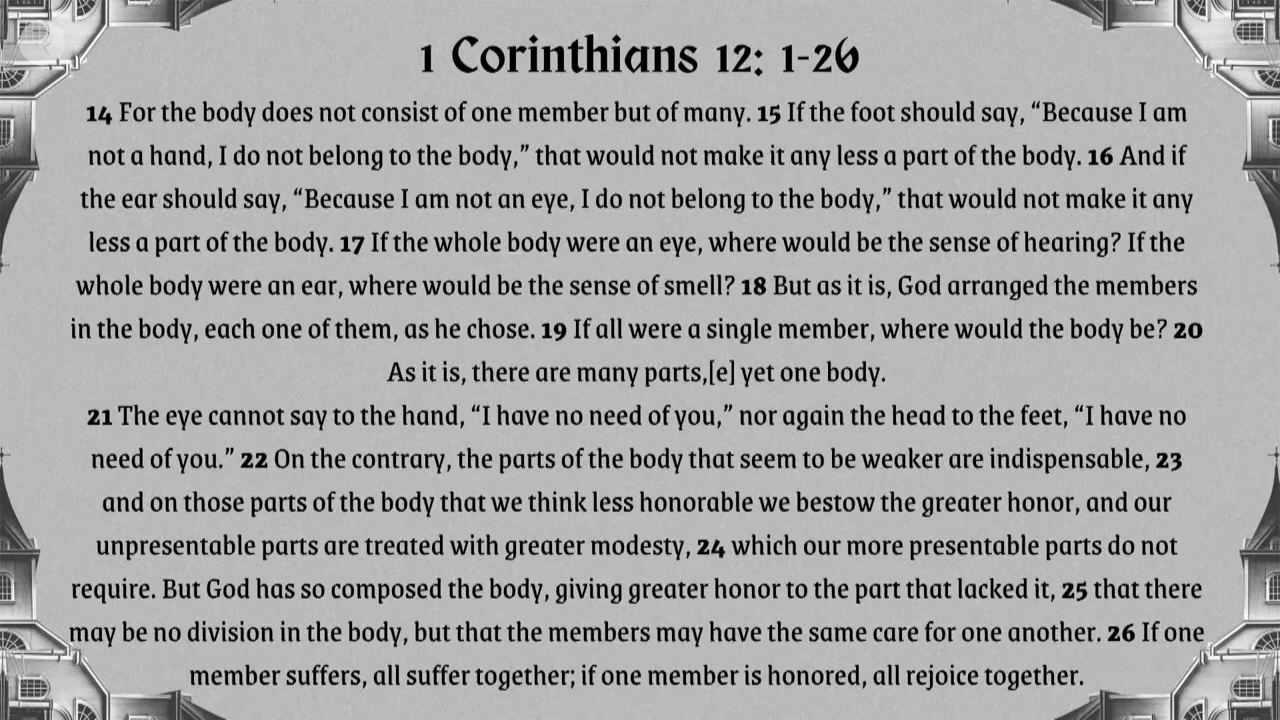 1 Corinthians 12: 1-26
14 For the body does not consist of one member but of many. 15 If the foot should say, “Because I am
not a hand, I do not belong to the body,” that would not make it any less a part of the body. 16 And if
the ear should say, “Because I am not an eye, I do not belong to the body,” that would not make it any
less a part of the body. 17 If the whole body were an eye, where would be the sense of hearing? If the
whole body were an ear, where would be the sense of smell? 18 But as it is, God arranged the members
in the body, each one of them, as he chose. 19 If all were a single member, where would the body be? 20
As it is, there are many parts,[e] yet one body.
21 The eye cannot say to the hand, “I have no need of you,” nor again the head to the feet, “I have no
need of you.” 22 On the contrary, the parts of the body that seem to be weaker are indispensable, 23
and on those parts of the body that we think less honorable we bestow the greater honor, and our
unpresentable parts are treated with greater modesty, 24 which our more presentable parts do not
require. But God has so composed the body, giving greater honor to the part that lacked it, 25 that there
may be no division in the body, but that the members may have the same care for one another. 26 If one
member suffers, all suffer together; if one member is honored, all rejoice together.